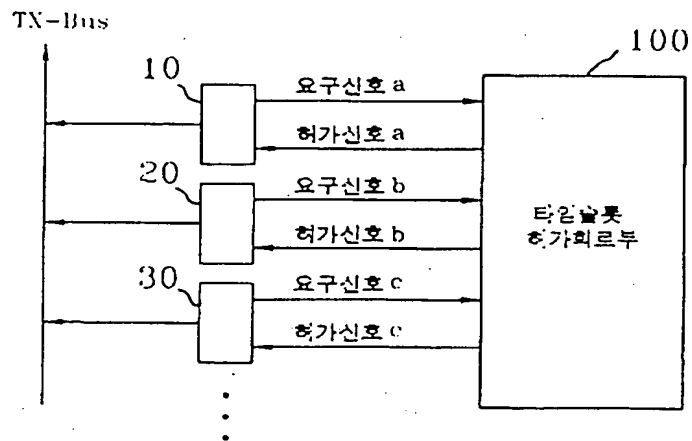 TX-Bus
100
10
요구신호 a
허가신호 a
20
요구신호 b
허가신호 b
타임슬롯
허가회로부
30
요구신호 c
허가신호 c